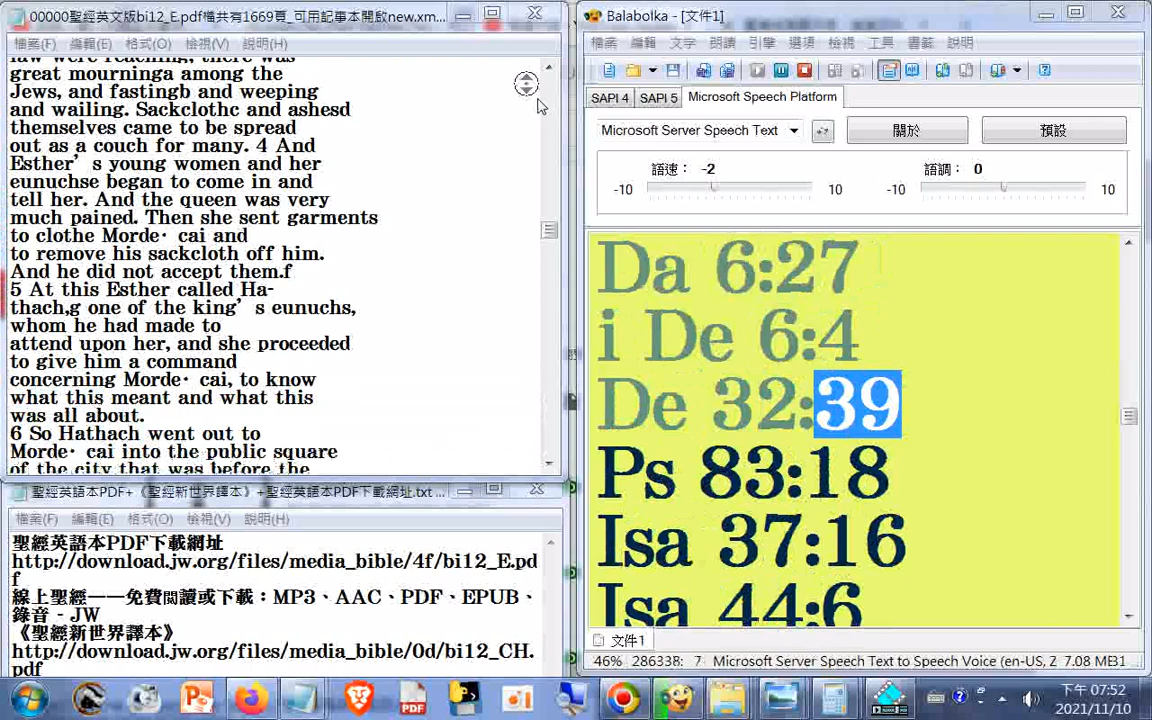 00000聖經英文版bi12_E.pdf檔共有1669頁_可用記事本開啟new.xm...
檔案(F) 編輯(E) 格式(O) 檢視(V) 說明(H)
law were reaching, there was
great mourninga among the
Jews, and fastingb and weeping
and wailing. Sackclothc and ashesd
themselves came to be spread
out as a couch for many. 4 And
Esther’s young women and her
eunuchse began to come in and
tell her. And the queen was very
much pained. Then she sent garments
to clothe Morde·cai and
to remove his sackcloth off him.
And he did not accept them.f
5 At this Esther called Ha-
thach,g one of the king’s eunuchs,
whom he had made to
attend upon her, and she proceeded
to give him a command
concerning Morde·cai, to know
what this meant and what this
was all about.
6 So Hathach went out to
Morde·cai into the public square
of the city that was before the
聖經英語本PDF+《聖經新世界譯本》+聖經英語本PDF下載網址.txt ...
檔案(F) 編輯(E) 格式(O) 檢視(V) 說明(H)
聖經英語本PDF下載網址
http://download.jw.org/files/media_bible/4f/bi12_E.pd
f
線上聖經——免費閱讀或下載：MP3、AAC、PDF、EPUB、
錄音 - JW
《聖經新世界譯本》
http://download.jw.org/files/media_bible/0d/bi12_CH.
pdf
Balabolka - [文件1]
檔案 編輯 文字 朗讀 引擎 選項 檢視 工具 書籤 說明
SAPI 4 SAPI 5 Microsoft Speech Platform
Microsoft Server Speech Text 關於 預設
語速： -2 語調： 0
-10 10 -10 10
Da 6:27
i De 6:4
De 32:39
Ps 83:18
Isa 37:16
Isa 44:6
文件1
46% 286338: 7 Microsoft Server Speech Text to Speech Voice (en-US, Z 7.08 MB
下午 07:52
2021/11/10